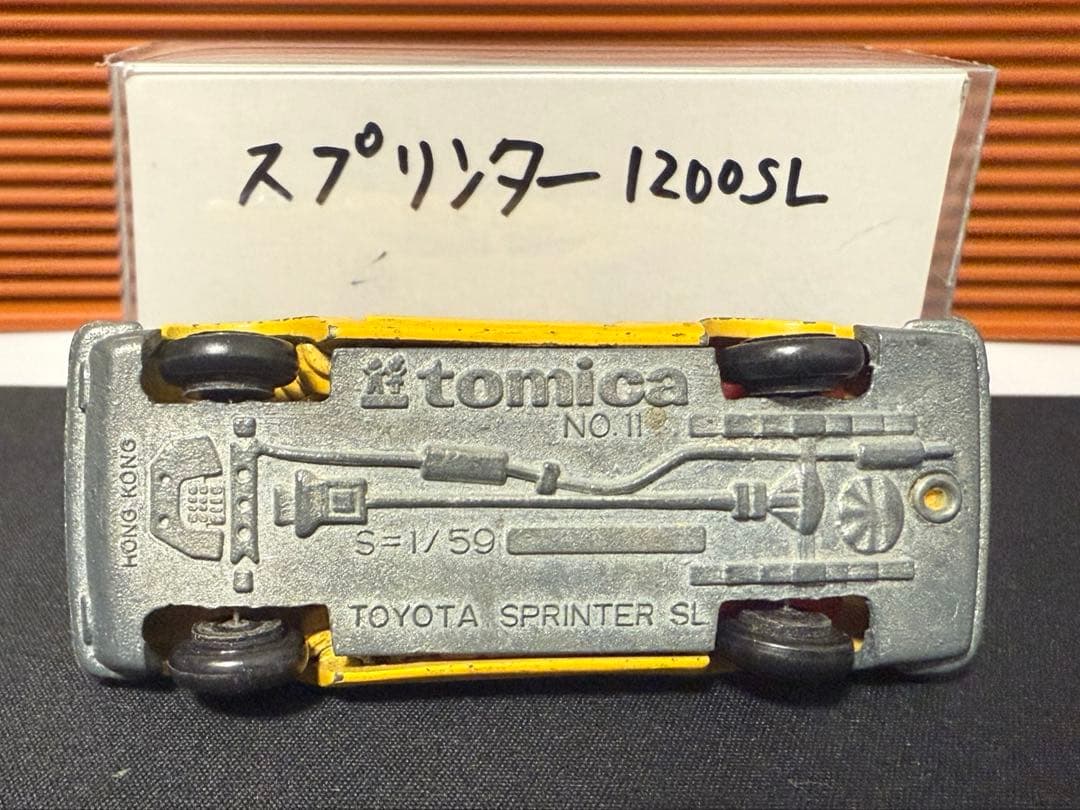 スプリンター1200SL
tomica
NO. 11
HONG KONG
S=1/59
TOYOTA SPRINTER SL